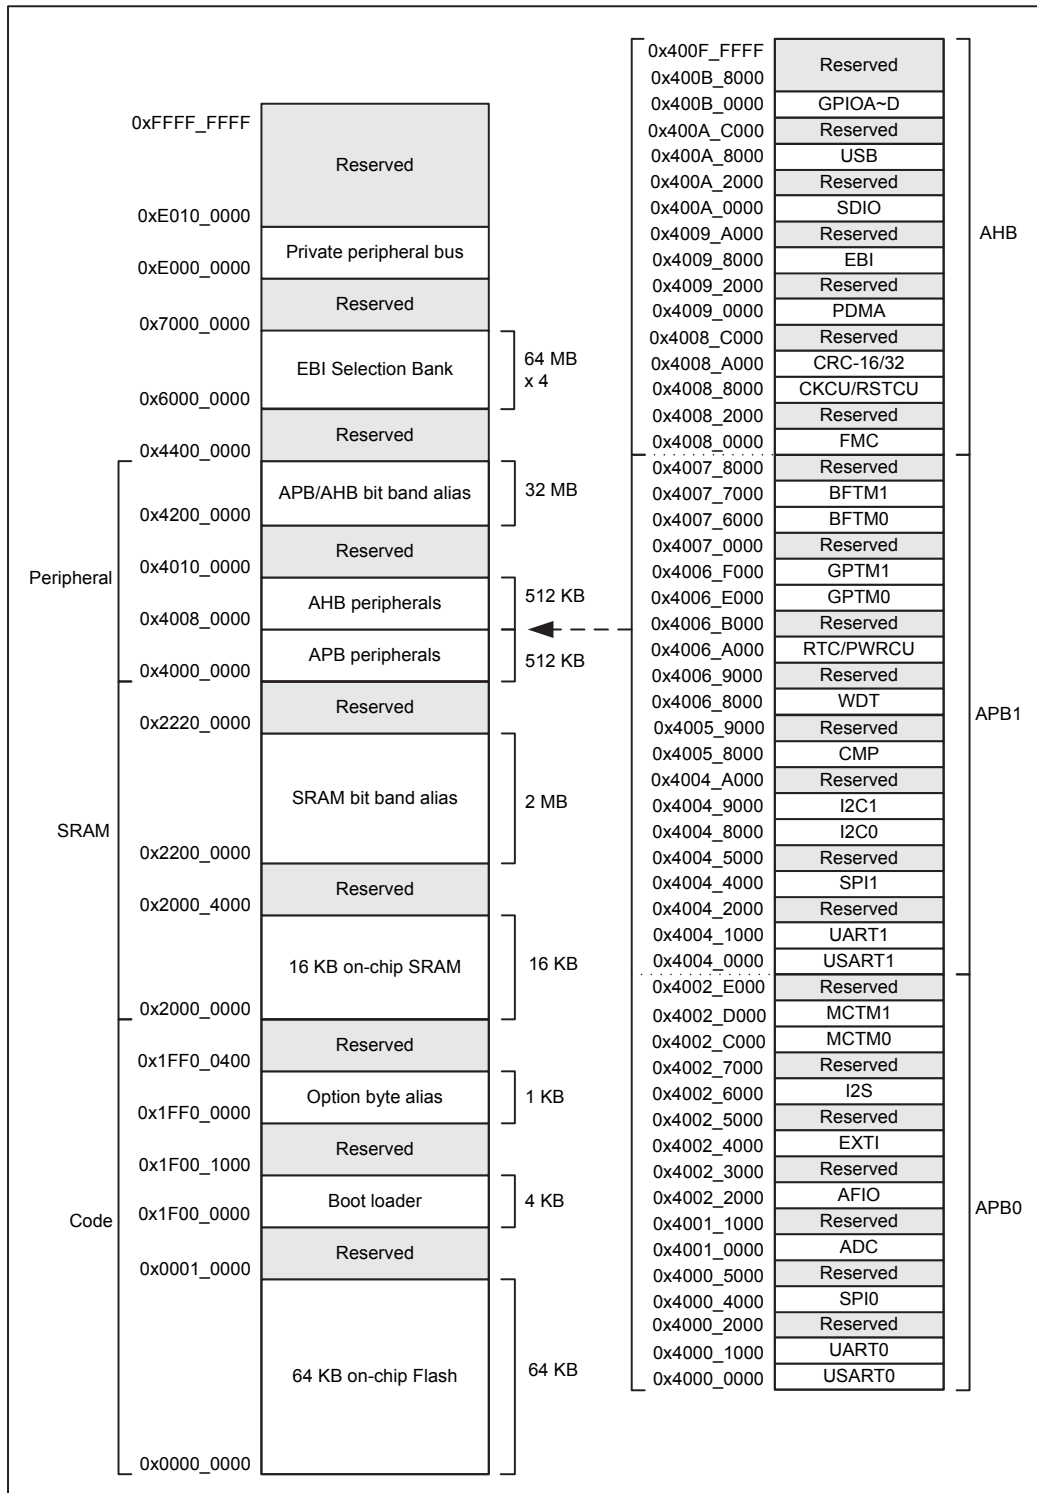 0xFFFF_FFFF
Reserved
0xE010_0000
Private peripheral bus
0xE000_0000
Reserved
0x7000_0000
EBI Selection Bank
64 MB
x 4
0x6000_0000
Reserved
0x4400_0000
APB/AHB bit band alias
32 MB
0x4200_0000
Reserved
0x4010_0000
Peripheral
AHB peripherals
512 KB
0x4008_0000
APB peripherals
512 KB
0x4000_0000
Reserved
0x2220_0000
SRAM bit band alias
2 MB
SRAM
0x2200_0000
Reserved
0x2000_4000
16 KB on-chip SRAM
16 KB
0x2000_0000
Reserved
0x1FF0_0400
Option byte alias
1 KB
0x1FF0_0000
Reserved
0x1F00_1000
Boot loader
4 KB
Code
0x1F00_0000
Reserved
0x0001_0000
64 KB on-chip Flash
64 KB
0x0000_0000
0x400F_FFFF
Reserved
0x400B_8000
0x400B_0000 GPIOA~D
0x400A_C000 Reserved
0x400A_8000 USB
0x400A_2000 Reserved
0x400A_0000 SDIO
0x4009_A000 Reserved
AHB
0x4009_8000 EBI
0x4009_2000 Reserved
0x4009_0000 PDMA
0x4008_C000 Reserved
0x4008_A000 CRC-16/32
0x4008_8000 CKCU/RSTCU
0x4008_2000 Reserved
0x4008_0000 FMC
0x4007_8000 Reserved
0x4007_7000 BFTM1
0x4007_6000 BFTM0
0x4007_0000 Reserved
0x4006_F000 GPTM1
0x4006_E000 GPTM0
0x4006_B000 Reserved
0x4006_A000 RTC/PWRCU
0x4006_9000 Reserved
0x4006_8000 WDT
APB1
0x4005_9000 Reserved
0x4005_8000 CMP
0x4004_A000 Reserved
0x4004_9000 I2C1
0x4004_8000 I2C0
0x4004_5000 Reserved
0x4004_4000 SPI1
0x4004_2000 Reserved
0x4004_1000 UART1
0x4004_0000 USART1
0x4002_E000 Reserved
0x4002_D000 MCTM1
0x4002_C000 MCTM0
0x4002_7000 Reserved
0x4002_6000 I2S
0x4002_5000 Reserved
0x4002_4000 EXTI
0x4002_3000 Reserved
0x4002_2000 AFIO
APB0
0x4001_1000 Reserved
0x4001_0000 ADC
0x4000_5000 Reserved
0x4000_4000 SPI0
0x4000_2000 Reserved
0x4000_1000 UART0
0x4000_0000 USART0